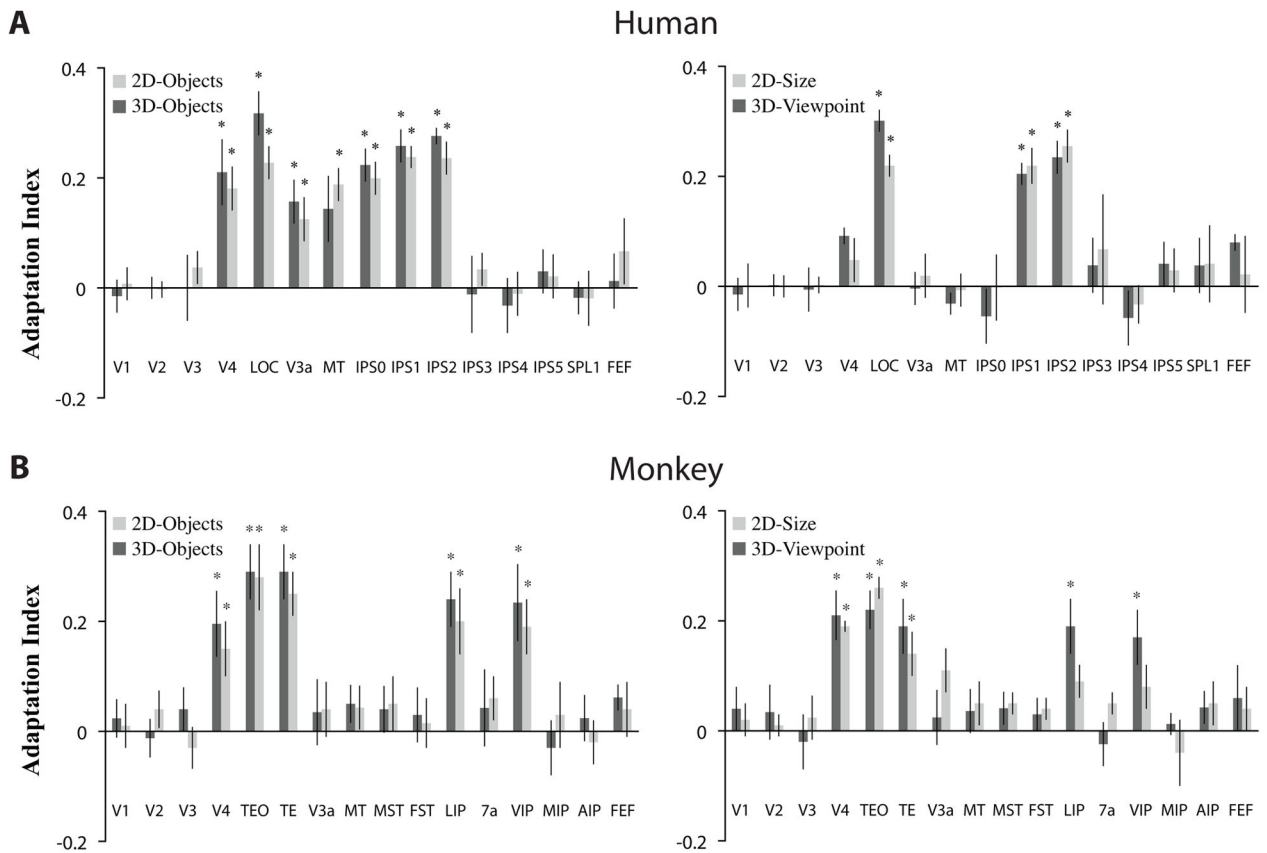 A
Human
0.4
2D-Objects
3D-Objects
* * * * * * * * * * * * *
0.2
0
-0.2
Adaptation Index
V1 V2 V3 V4 LOC V3a MT IPS0 IPS1 IPS2 IPS3 IPS4 IPS5 SPL1 FEF
0.4
2D-Size
3D-Viewpoint
* * * * * *
0.2
0
-0.2
V1 V2 V3 V4 LOC V3a MT IPS0 IPS1 IPS2 IPS3 IPS4 IPS5 SPL1 FEF
B
Monkey
0.4
2D-Objects
3D-Objects
* * * * * * * * * *
0.2
0
-0.2
Adaptation Index
V1 V2 V3 V4 TEO TE V3a MT MST FST LIP 7a VIP MIP AIP FEF
0.4
2D-Size
3D-Viewpoint
* * * * * * * *
0.2
0
-0.2
V1 V2 V3 V4 TEO TE V3a MT MST FST LIP 7a VIP MIP AIP FEF